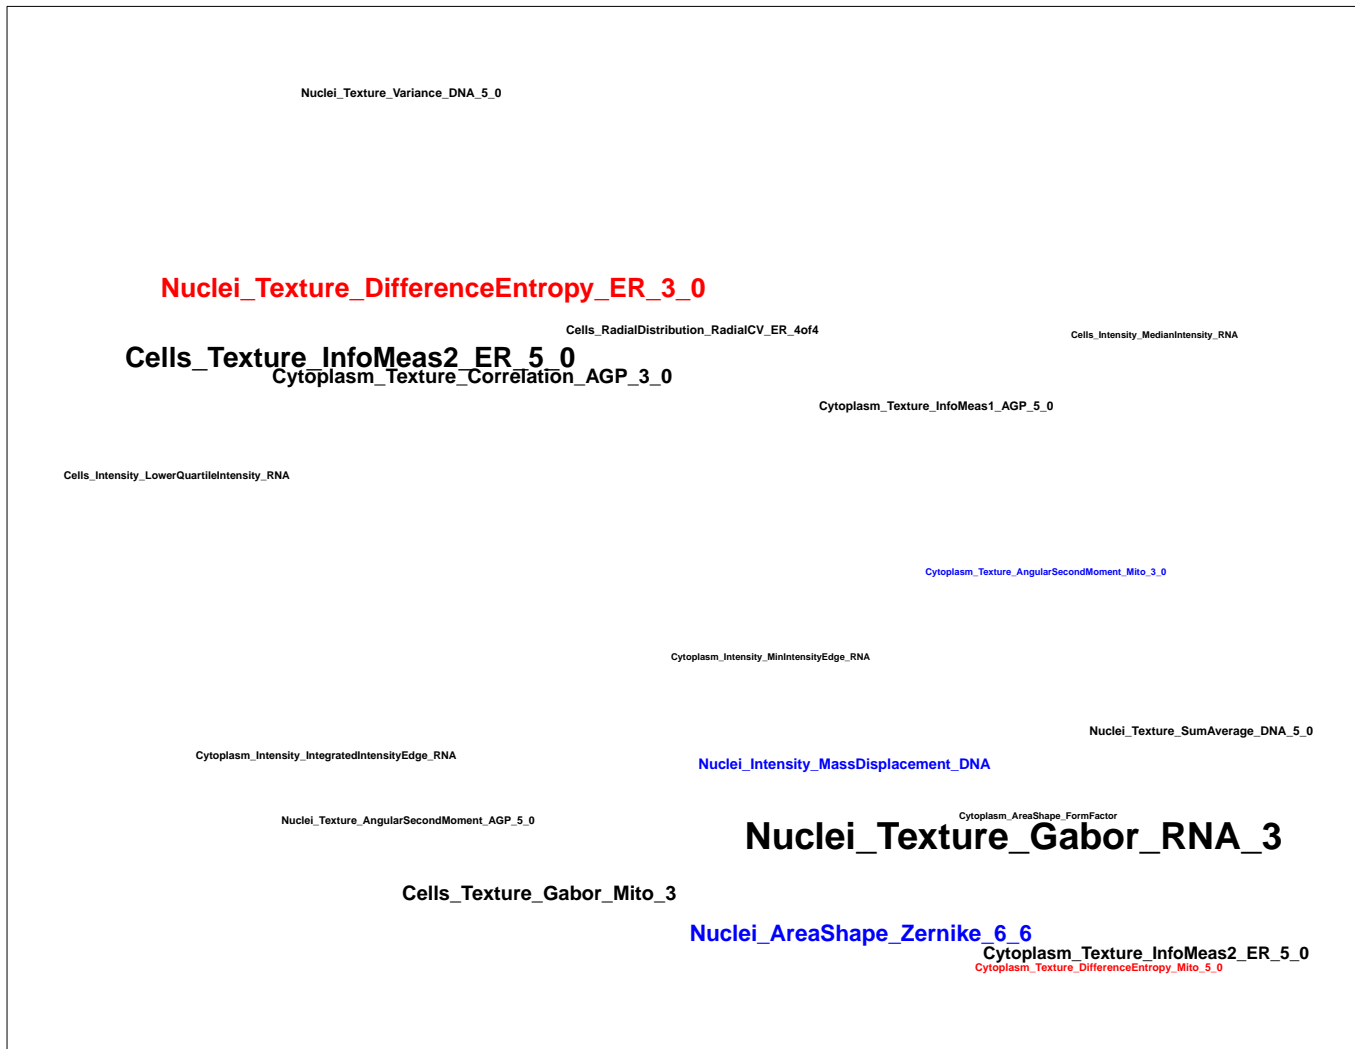 Nuclei_Texture_Variance_DNA_5_0
Nuclei_Texture_DifferenceEntropy_ER_3_0
Cells_RadialDistribution_RadialCV_ER_4of4
Cells_Intensity_MedianIntensity_RNA
Cells_Texture_InfoMeas2_ER_5_0
Cytoplasm_Texture_Correlation_AGP_3_0
Cytoplasm_Texture_InfoMeas1_AGP_5_0
Cells_Intensity_LowerQuartileIntensity_RNA
Cytoplasm_Texture_AngularSecondMoment_Mito_3_0
Cytoplasm_Intensity_MinIntensityEdge_RNA
Nuclei_Texture_SumAverage_DNA_5_0
Cytoplasm_Intensity_IntegratedIntensityEdge_RNA
Nuclei_Intensity_MassDisplacement_DNA
Cytoplasm_AreaShape_FormFactor
Nuclei_Texture_AngularSecondMoment_AGP_5_0
Nuclei_Texture_Gabor_RNA_3
Cells_Texture_Gabor_Mito_3
Nuclei_AreaShape_Zernike_6_6
Cytoplasm_Texture_InfoMeas2_ER_5_0
Cytoplasm_Texture_DifferenceEntropy_Mito_5_0